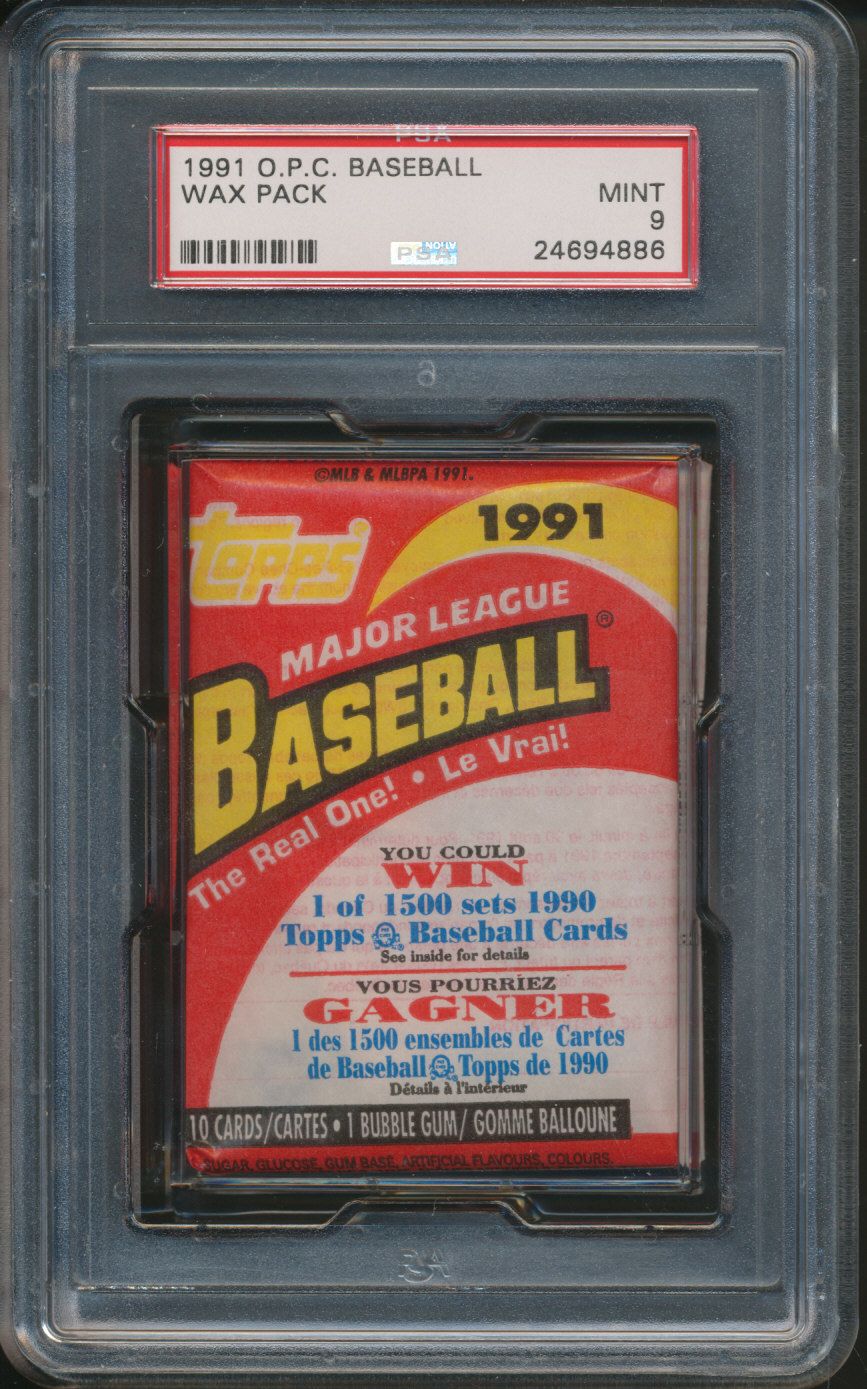 PSA
1991 O.P.C. BASEBALL
WAX PACK
MINT
9
PSA
24694886
©MLB & MLBPA 1991.
topps®
1991
MAJOR LEAGUE
BASEBALL®
The Real One! • Le Vrai!
YOU COULD
WIN
1 of 1500 sets 1990
Topps Baseball Cards
See inside for details
VOUS POURRIEZ
GAGNER
1 des 1500 ensembles de Cartes
de Baseball Topps de 1990
Détails à l'intérieur
10 CARDS/CARTES • 1 BUBBLE GUM/ GOMME BALLOUNE
SUGAR, GLUCOSE, GUM BASE, ARTIFICIAL FLAVOURS, COLOURS.
PSA